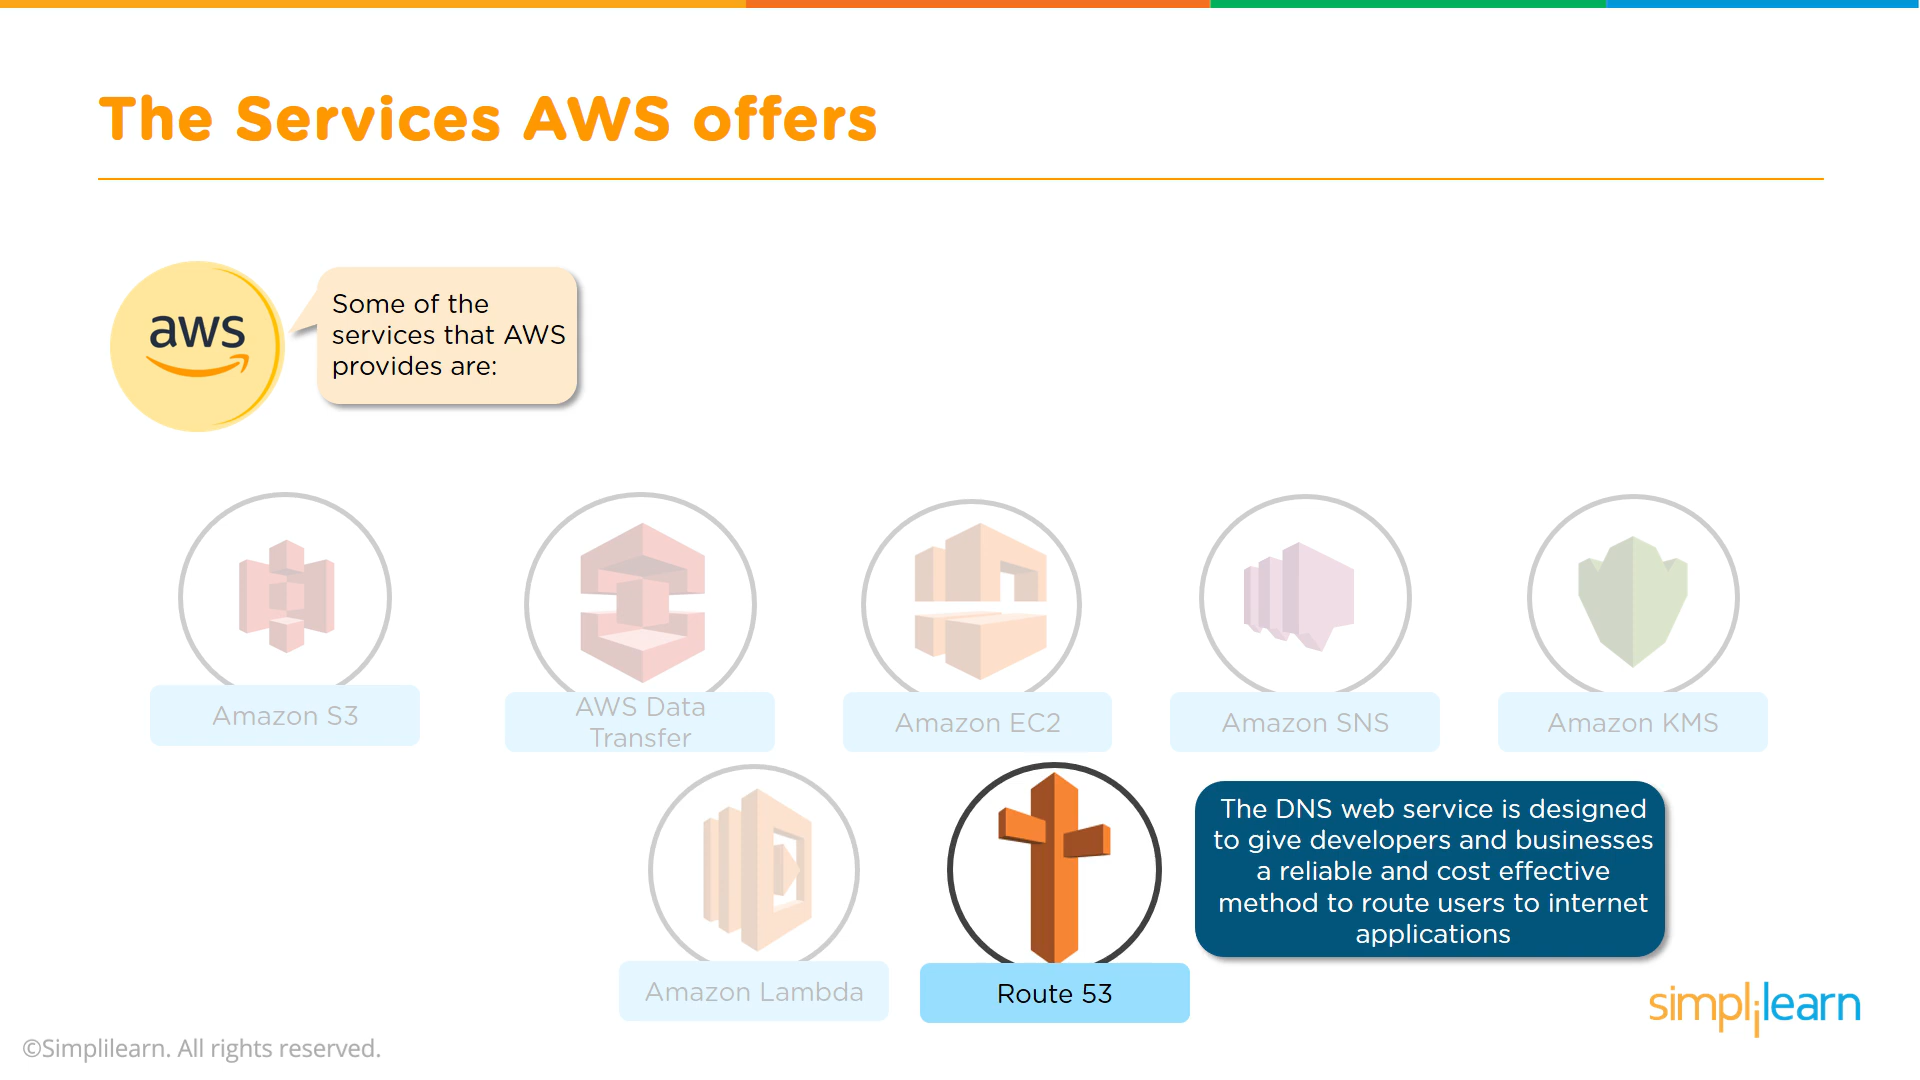 The Services AWS offers
aws
Some of the
services that AWS
provides are:
Amazon S3
AWS Data
Transfer
Amazon EC2
Amazon SNS
Amazon KMS
Amazon Lambda
Route 53
The DNS web service is designed
to give developers and businesses
a reliable and cost effective
method to route users to internet
applications
simplilearn
©Simplilearn. All rights reserved.